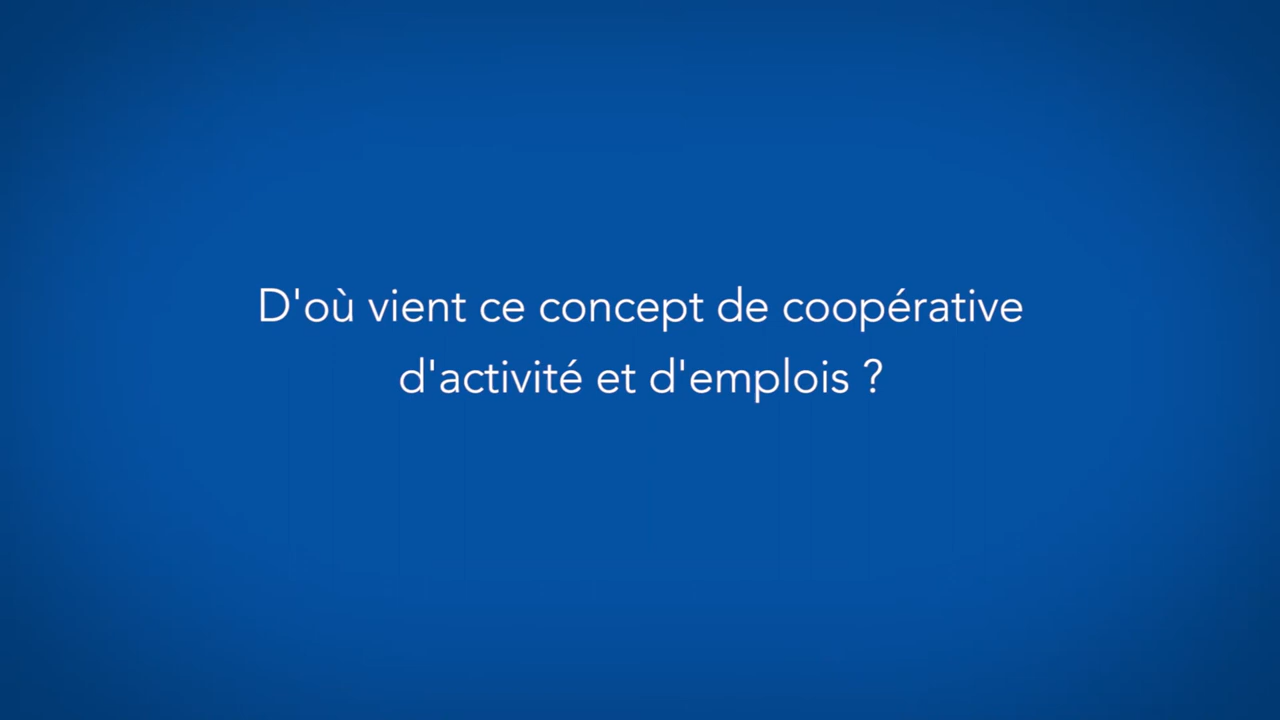 D'où vient ce concept de coopérative
d'activité et d'emplois ?